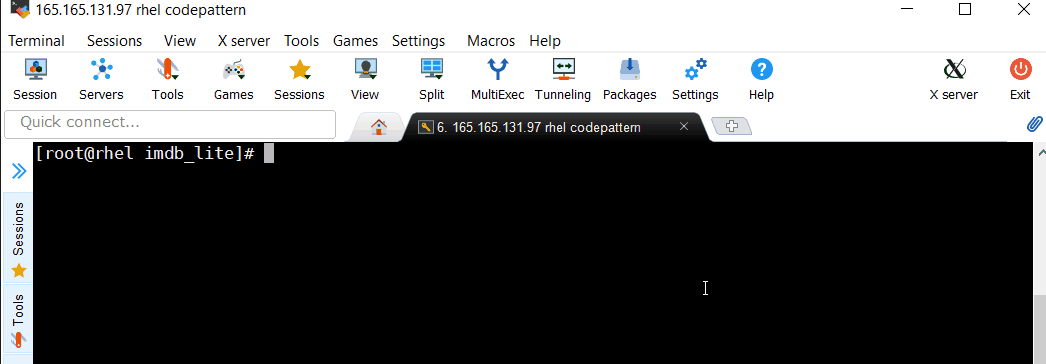 165.165.131.97 rhel codepattern
Terminal Sessions View X server Tools Games Settings Macros Help
Session Servers Tools Games Sessions View Split MultiExec Tunneling Packages Settings Help X server Exit
Quick connect...
6. 165.165.131.97 rhel codepattern
[root@rhel imdb_lite]#
Sessions
Tools